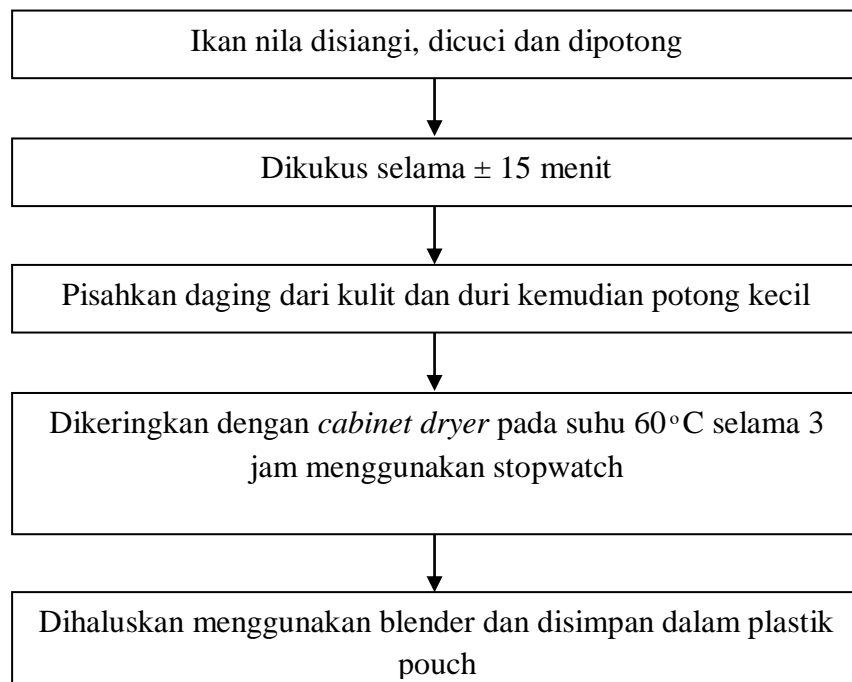 Ikan nila disiangi, dicuci dan dipotong
Dikukus selama ± 15 menit
Pisahkan daging dari kulit dan duri kemudian potong kecil
Dikeringkan dengan cabinet dryer pada suhu 60°C selama 3
jam menggunakan stopwatch
Dihaluskan menggunakan blender dan disimpan dalam plastik
pouch